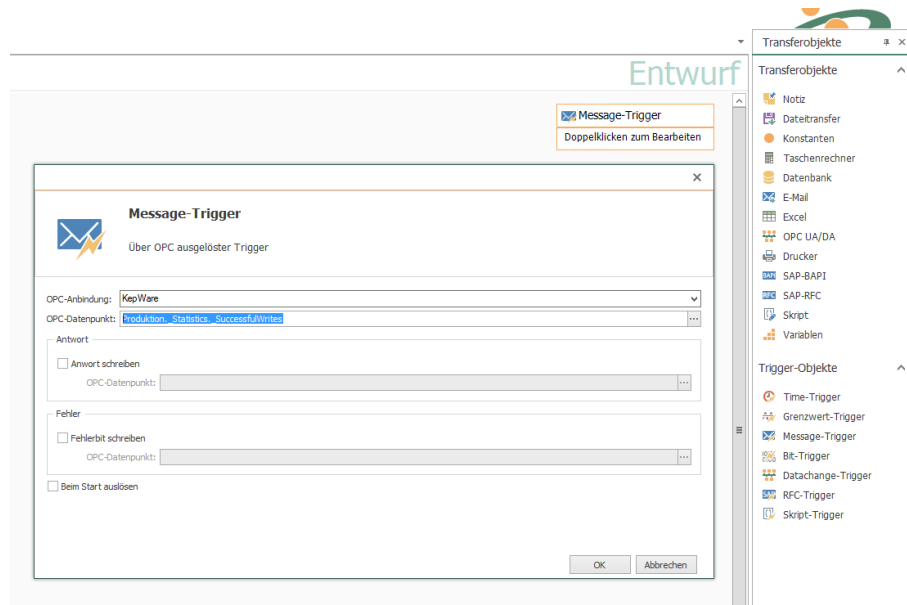 Entwurf
Message-Trigger
Doppelklicken zum Bearbeiten
Message-Trigger
Über OPC ausgelöster Trigger
OPC-Anbindung: KepWare
OPC-Datenpunkt: Produktion._Statistics._SuccessfulWrites ...
Antwort
Anwort schreiben
OPC-Datenpunkt: ...
Fehler
Fehlerbit schreiben
OPC-Datenpunkt: ...
Beim Start auslösen
OK Abbrechen
Transferobjekte
Transferobjekte
Notiz
Dateitransfer
Konstanten
Taschenrechner
Datenbank
E-Mail
Excel
OPC UA/DA
Drucker
BAPI SAP-BAPI
RFC SAP-RFC
Skript
Variablen
Trigger-Objekte
Time-Trigger
Grenzwert-Trigger
Message-Trigger
Bit-Trigger
Datachange-Trigger
SAP RFC-Trigger
Skript-Trigger